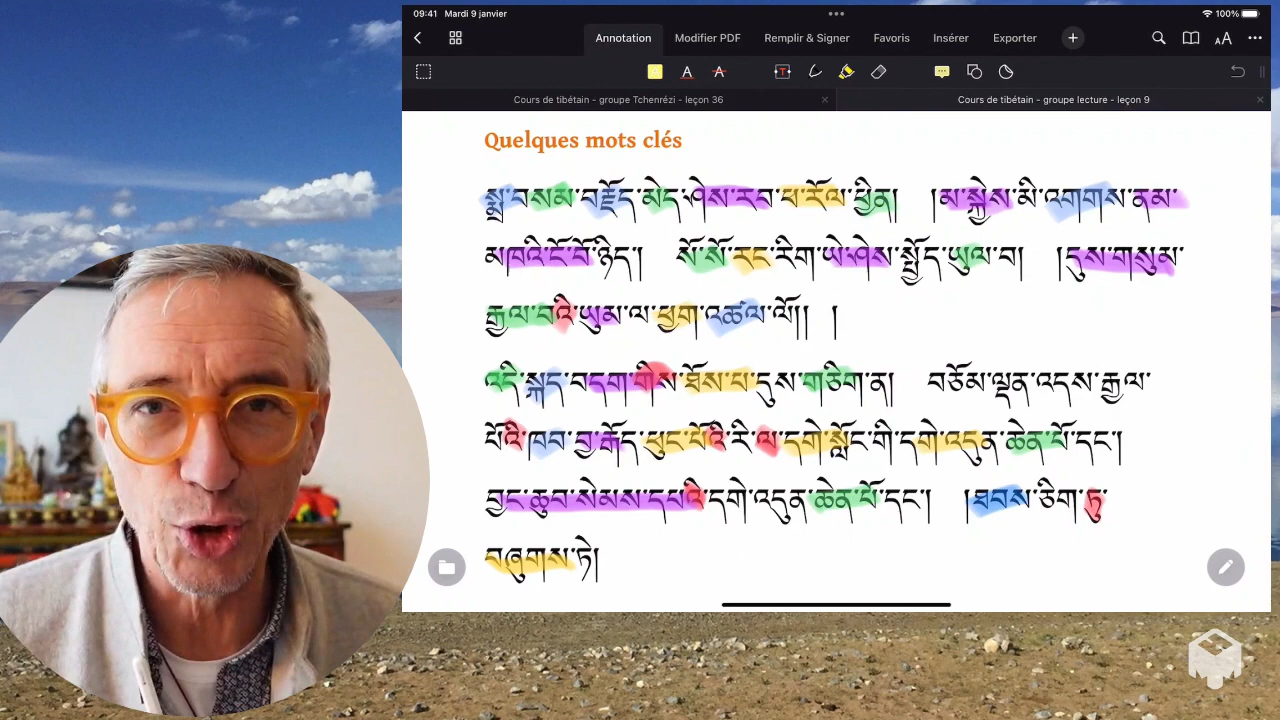 09:41 Mardi 9 janvier
100%
Annotation Modifier PDF Remplir & Signer Favoris Insérer Exporter
AA
Cours de tibétain - groupe Tchenrézi - leçon 36
Cours de tibétain - groupe lecture - leçon 9
Quelques mots clés
སྨྲ་བསམ་བརྗོད་མེད་ཤེས་རབ་ཕ་རོལ་ཕྱིན། །མ་སྐྱེས་མི་འགགས་ནམ་
མཁའི་ངོ་བོ་ཉིད། སོ་སོ་རང་རིག་ཡེ་ཤེས་སྤྱོད་ཡུལ་བ། །དུས་གསུམ་
རྒྱལ་བའི་ཡུམ་ལ་ཕྱག་འཚལ་ལོ།། །
འདི་སྐད་བདག་གིས་ཐོས་པ་དུས་གཅིག་ན། བཅོམ་ལྡན་འདས་རྒྱལ་
པོའི་ཁབ་བྱ་རྒོད་ཕུང་པོའི་རི་ལ་དགེ་སློང་གི་དགེ་འདུན་ཆེན་པོ་དང་།
བྱང་ཆུབ་སེམས་དཔའི་དགེ་འདུན་ཆེན་པོ་དང་། །ཐབས་ཅིག་ཏུ་
བཞུགས་ཏེ།